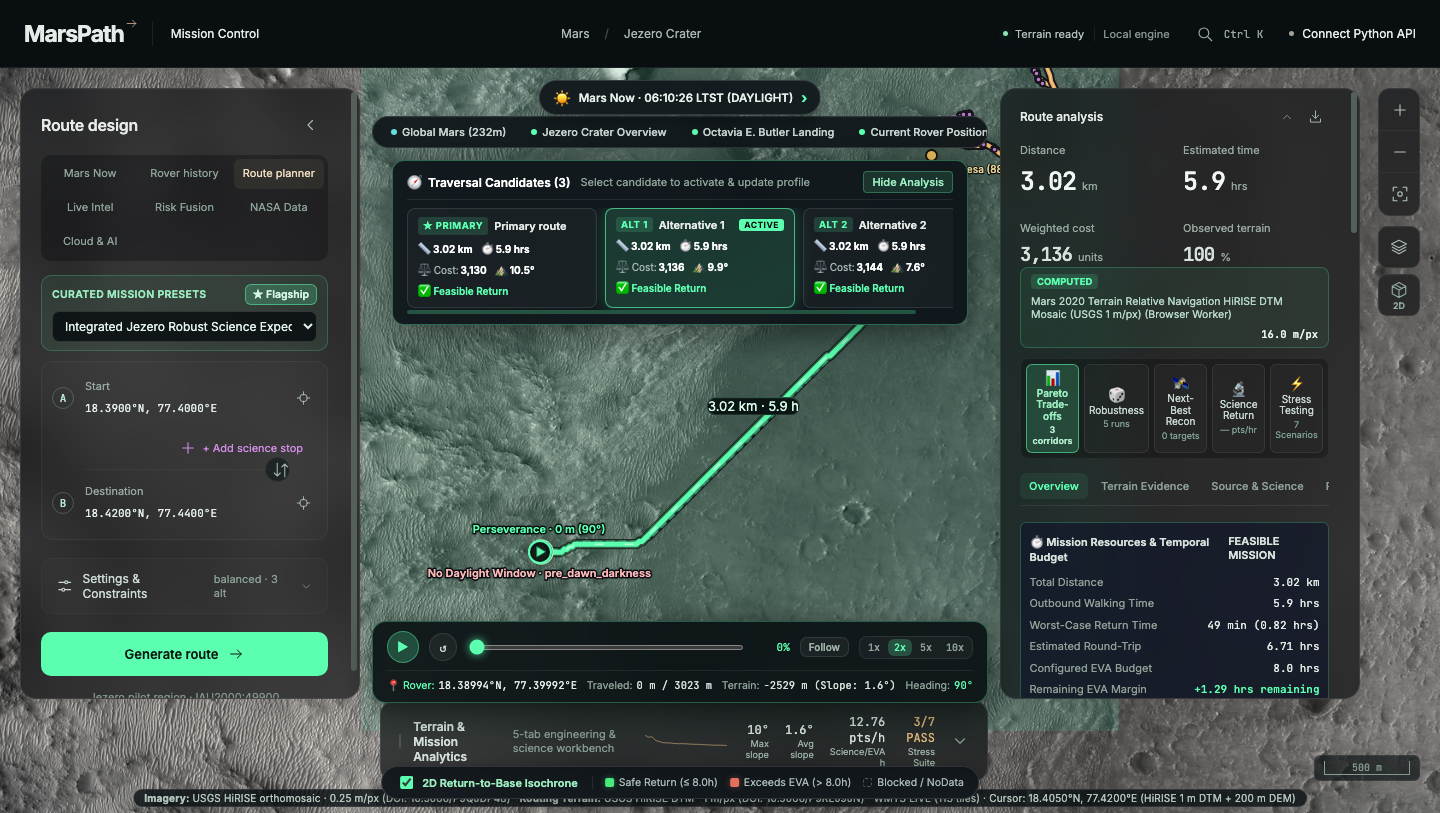 MarsPath
Mission Control
Mars / Jezero Crater
Terrain ready
Local engine
Ctrl K
Connect Python API
Mars Now · 06:10:26 LTST (DAYLIGHT) ›
Global Mars (232m)
Jezero Crater Overview
Octavia E. Butler Landing
Current Rover Position
Route design
Mars Now
Rover history
Route planner
Live Intel
Risk Fusion
NASA Data
Cloud & AI
CURATED MISSION PRESETS
★ Flagship
Integrated Jezero Robust Science Expec
A
Start
18.3900°N, 77.4000°E
+ Add science stop
B
Destination
18.4200°N, 77.4400°E
Settings & Constraints
balanced · 3 alt
Generate route →
Jezero pilot region · IAU2000:49900
Traversal Candidates (3)
Select candidate to activate & update profile
Hide Analysis
★ PRIMARY Primary route
3.02 km 5.9 hrs
Cost: 3,130 10.5°
Feasible Return
ALT 1 Alternative 1 ACTIVE
3.02 km 5.9 hrs
Cost: 3,136 9.9°
Feasible Return
ALT 2 Alternative 2
3.02 km 5.9 hrs
Cost: 3,144 7.6°
Feasible Return
esa (88
3.02 km · 5.9 h
Perseverance · 0 m (90°)
No Daylight Window · pre_dawn_darkness
0%
Follow
1x
2x
5x
10x
Rover: 18.38994°N, 77.39992°E
Traveled: 0 m / 3023 m
Terrain: -2529 m (Slope: 1.6°)
Heading: 90°
Terrain & Mission Analytics
5-tab engineering & science workbench
10°
Max slope
1.6°
Avg slope
12.76 pts/h
Science/EVA h
3/7 PASS
Stress Suite
2D Return-to-Base Isochrone
Safe Return (≤ 8.0h)
Exceeds EVA (> 8.0h)
Blocked / NoData
Imagery: USGS HiRISE orthomosaic · 0.25 m/px
Cursor: 18.4050°N, 77.4200°E (HiRISE 1 m DTM + 200 m DEM)
Route analysis
Distance
3.02 km
Estimated time
5.9 hrs
Weighted cost
3,136 units
Observed terrain
100 %
COMPUTED
Mars 2020 Terrain Relative Navigation HiRISE DTM
Mosaic (USGS 1 m/px) (Browser Worker)
16.0 m/px
Pareto Trade-offs
3 corridors
Robustness
5 runs
Next-Best Recon
0 targets
Science Return
— pts/hr
Stress Testing
7 Scenarios
Overview
Terrain Evidence
Source & Science
Mission Resources & Temporal Budget
FEASIBLE MISSION
Total Distance 3.02 km
Outbound Walking Time 5.9 hrs
Worst-Case Return Time 49 min (0.82 hrs)
Estimated Round-Trip 6.71 hrs
Configured EVA Budget 8.0 hrs
Remaining EVA Margin +1.29 hrs remaining
2D
500 m